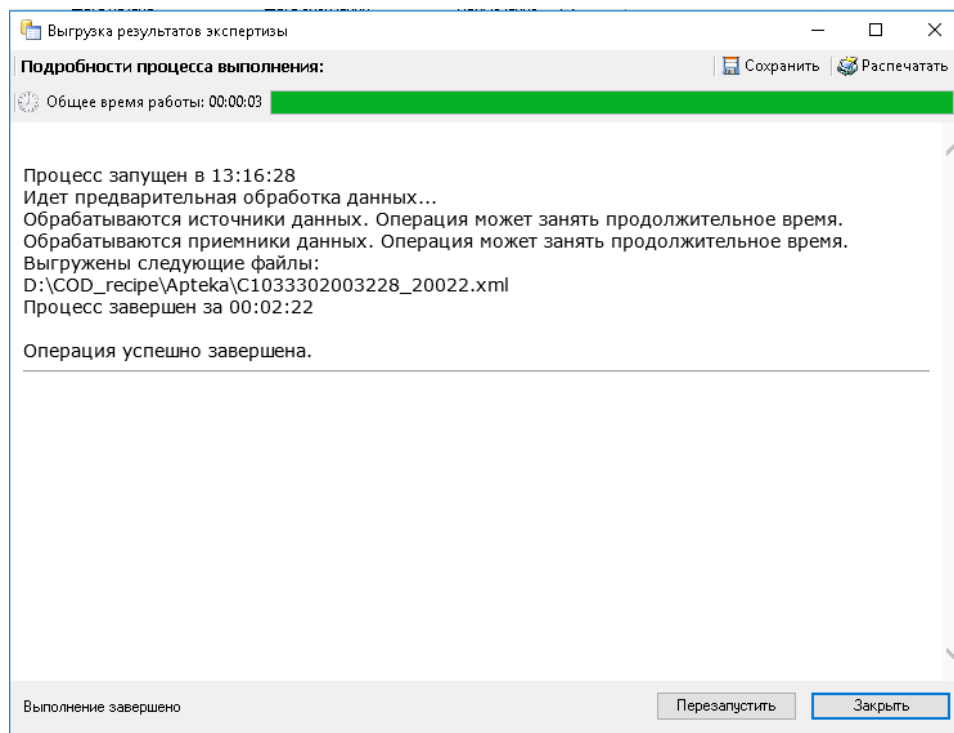 Выгрузка результатов экспертизы
Подробности процесса выполнения:
Сохранить
Распечатать
Общее время работы: 00:00:03
Процесс запущен в 13:16:28
Идет предварительная обработка данных...
Обрабатываются источники данных. Операция может занять продолжительное время.
Обрабатываются приемники данных. Операция может занять продолжительное время.
Выгружены следующие файлы:
D:\COD_recipe\Apteka\C1033302003228_20022.xml
Процесс завершен за 00:02:22
Операция успешно завершена.
Выполнение завершено
Перезапустить
Закрыть